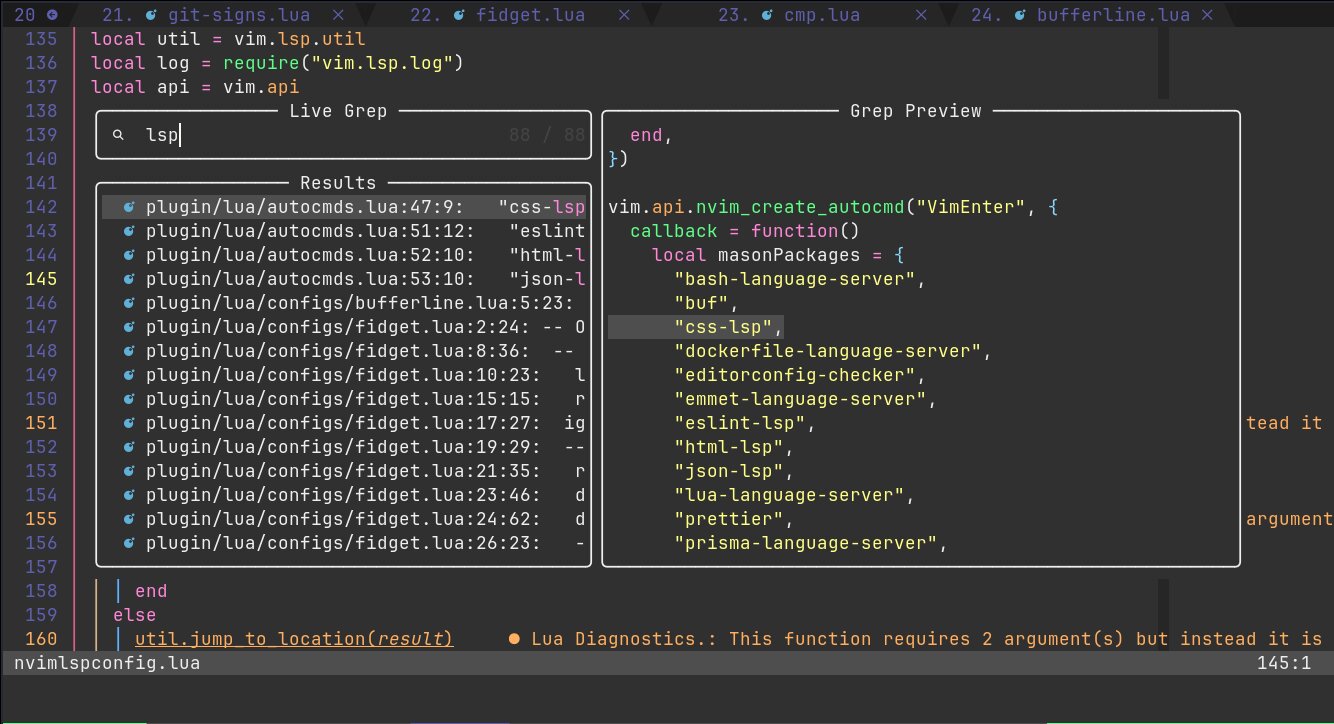 20 21. git-signs.lua × 22. fidget.lua × 23. cmp.lua × 24. bufferline.lua ×
135 local util = vim.lsp.util
136 local log = require("vim.lsp.log")
137 local api = vim.api
138 Live Grep Grep Preview
139 lsp 88 / 88 end,
140 })
141 Results
142 plugin/lua/autocmds.lua:47:9: "css-lsp vim.api.nvim_create_autocmd("VimEnter", {
143 plugin/lua/autocmds.lua:51:12: "eslint callback = function()
144 plugin/lua/autocmds.lua:52:10: "html-l local masonPackages = {
145 plugin/lua/autocmds.lua:53:10: "json-l "bash-language-server",
146 plugin/lua/configs/bufferline.lua:5:23: "buf",
147 plugin/lua/configs/fidget.lua:2:24: -- O "css-lsp",
148 plugin/lua/configs/fidget.lua:8:36: -- "dockerfile-language-server",
149 plugin/lua/configs/fidget.lua:10:23: l "editorconfig-checker",
150 plugin/lua/configs/fidget.lua:15:15: r "emmet-language-server",
151 plugin/lua/configs/fidget.lua:17:27: ig "eslint-lsp", tead it
152 plugin/lua/configs/fidget.lua:19:29: -- "html-lsp",
153 plugin/lua/configs/fidget.lua:21:35: r "json-lsp",
154 plugin/lua/configs/fidget.lua:23:46: d "lua-language-server",
155 plugin/lua/configs/fidget.lua:24:62: d "prettier", argument
156 plugin/lua/configs/fidget.lua:26:23: - "prisma-language-server",
157
158 end
159 else
160 util.jump_to_location(result) ● Lua Diagnostics.: This function requires 2 argument(s) but instead it is
nvimlspconfig.lua 145:1